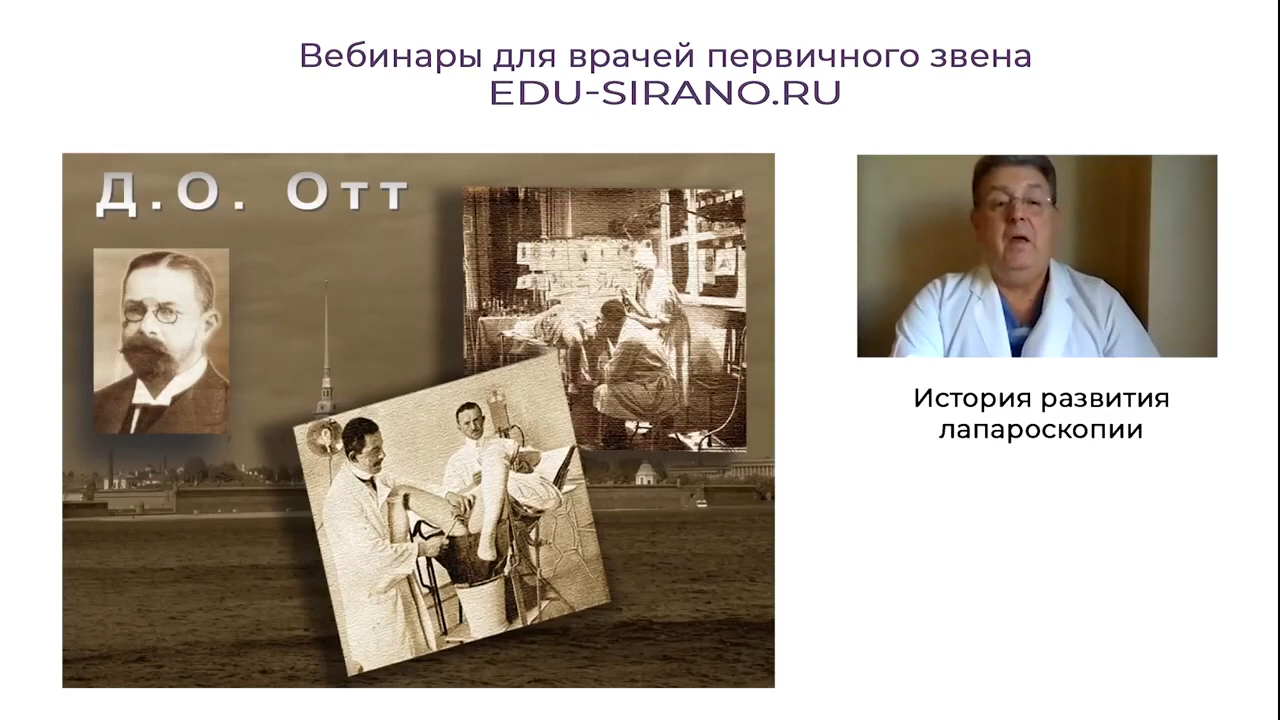 Вебинары для врачей первичного звена
EDU-SIRANO.RU
Д.О. Отт
История развития
лапароскопии